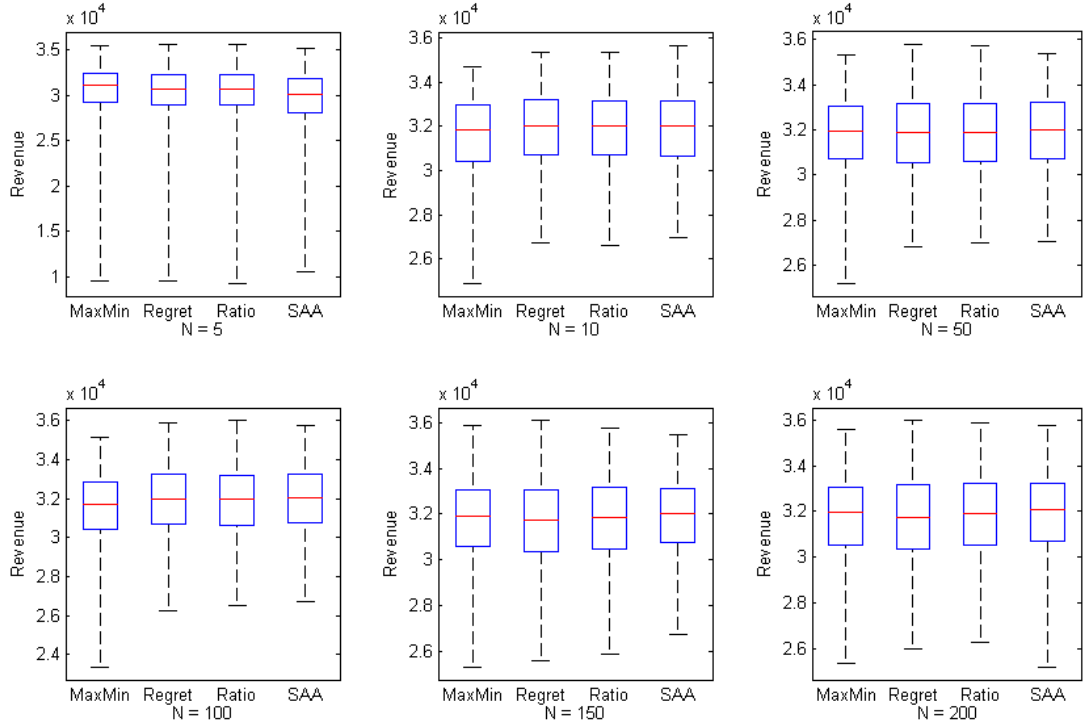 x 10^4
3.5
3
2.5
2
1.5
1
Revenue
MaxMin Regret Ratio SAA
N = 5
x 10^4
3.6
3.4
3.2
3
2.8
2.6
Revenue
MaxMin Regret Ratio SAA
N = 10
x 10^4
3.6
3.4
3.2
3
2.8
2.6
Revenue
MaxMin Regret Ratio SAA
N = 50
x 10^4
3.6
3.4
3.2
3
2.8
2.6
2.4
Revenue
MaxMin Regret Ratio SAA
N = 100
x 10^4
3.6
3.4
3.2
3
2.8
2.6
Revenue
MaxMin Regret Ratio SAA
N = 150
x 10^4
3.6
3.4
3.2
3
2.8
2.6
Revenue
MaxMin Regret Ratio SAA
N = 200